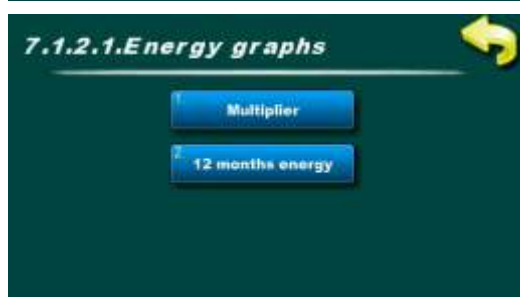 7.1.2.1.Energy graphs
1
Multiplier
2
12 months energy